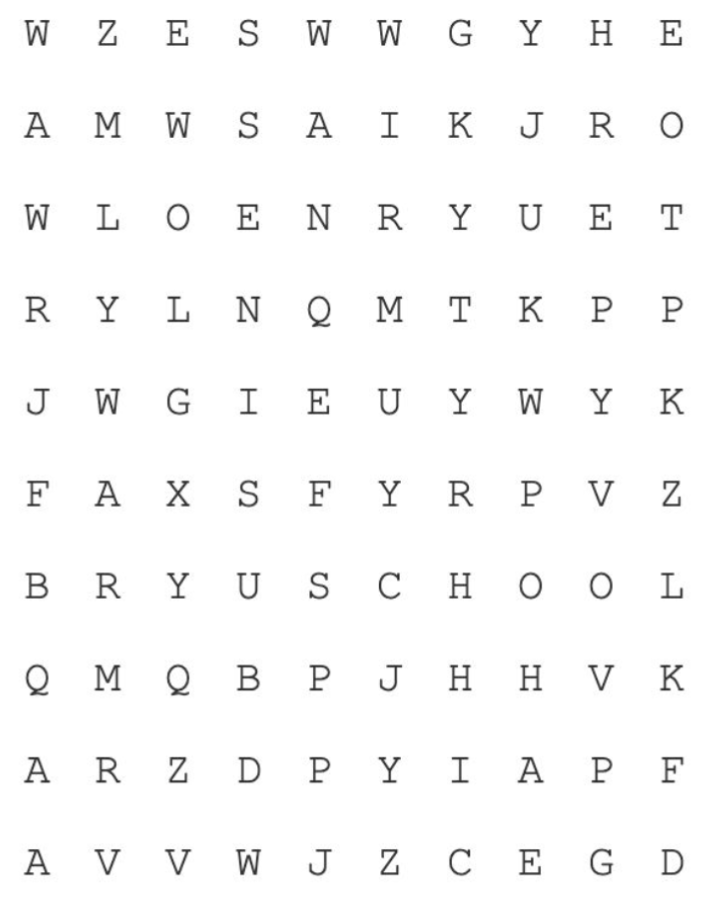 W Z E S W W G Y H E
A M W S A I K J R O
W L O E N R Y U E T
R Y L N Q M T K P P
J W G I E U Y W Y K
F A X S F Y R P V Z
B R Y U S C H O O L
Q M Q B P J H H V K
A R Z D P Y I A P F
A V V W J Z C E G D